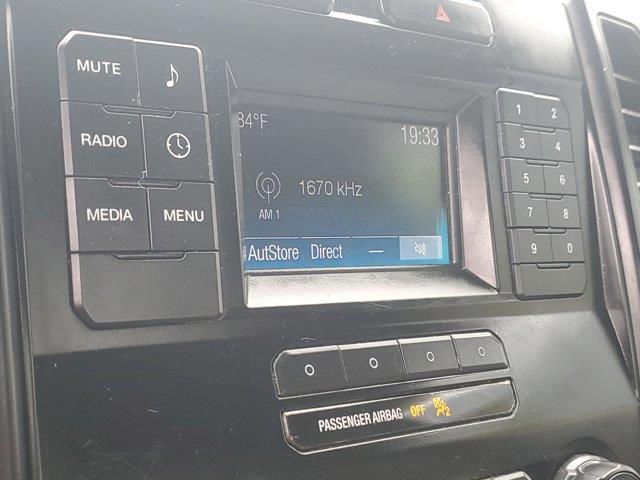 MUTE
RADIO
MEDIA
MENU
84°F
19:33
1670 kHz
AM 1
AutStore Direct —
1 2
3 4
5 6
7 8
9 0
PASSENGER AIRBAG OFF 2